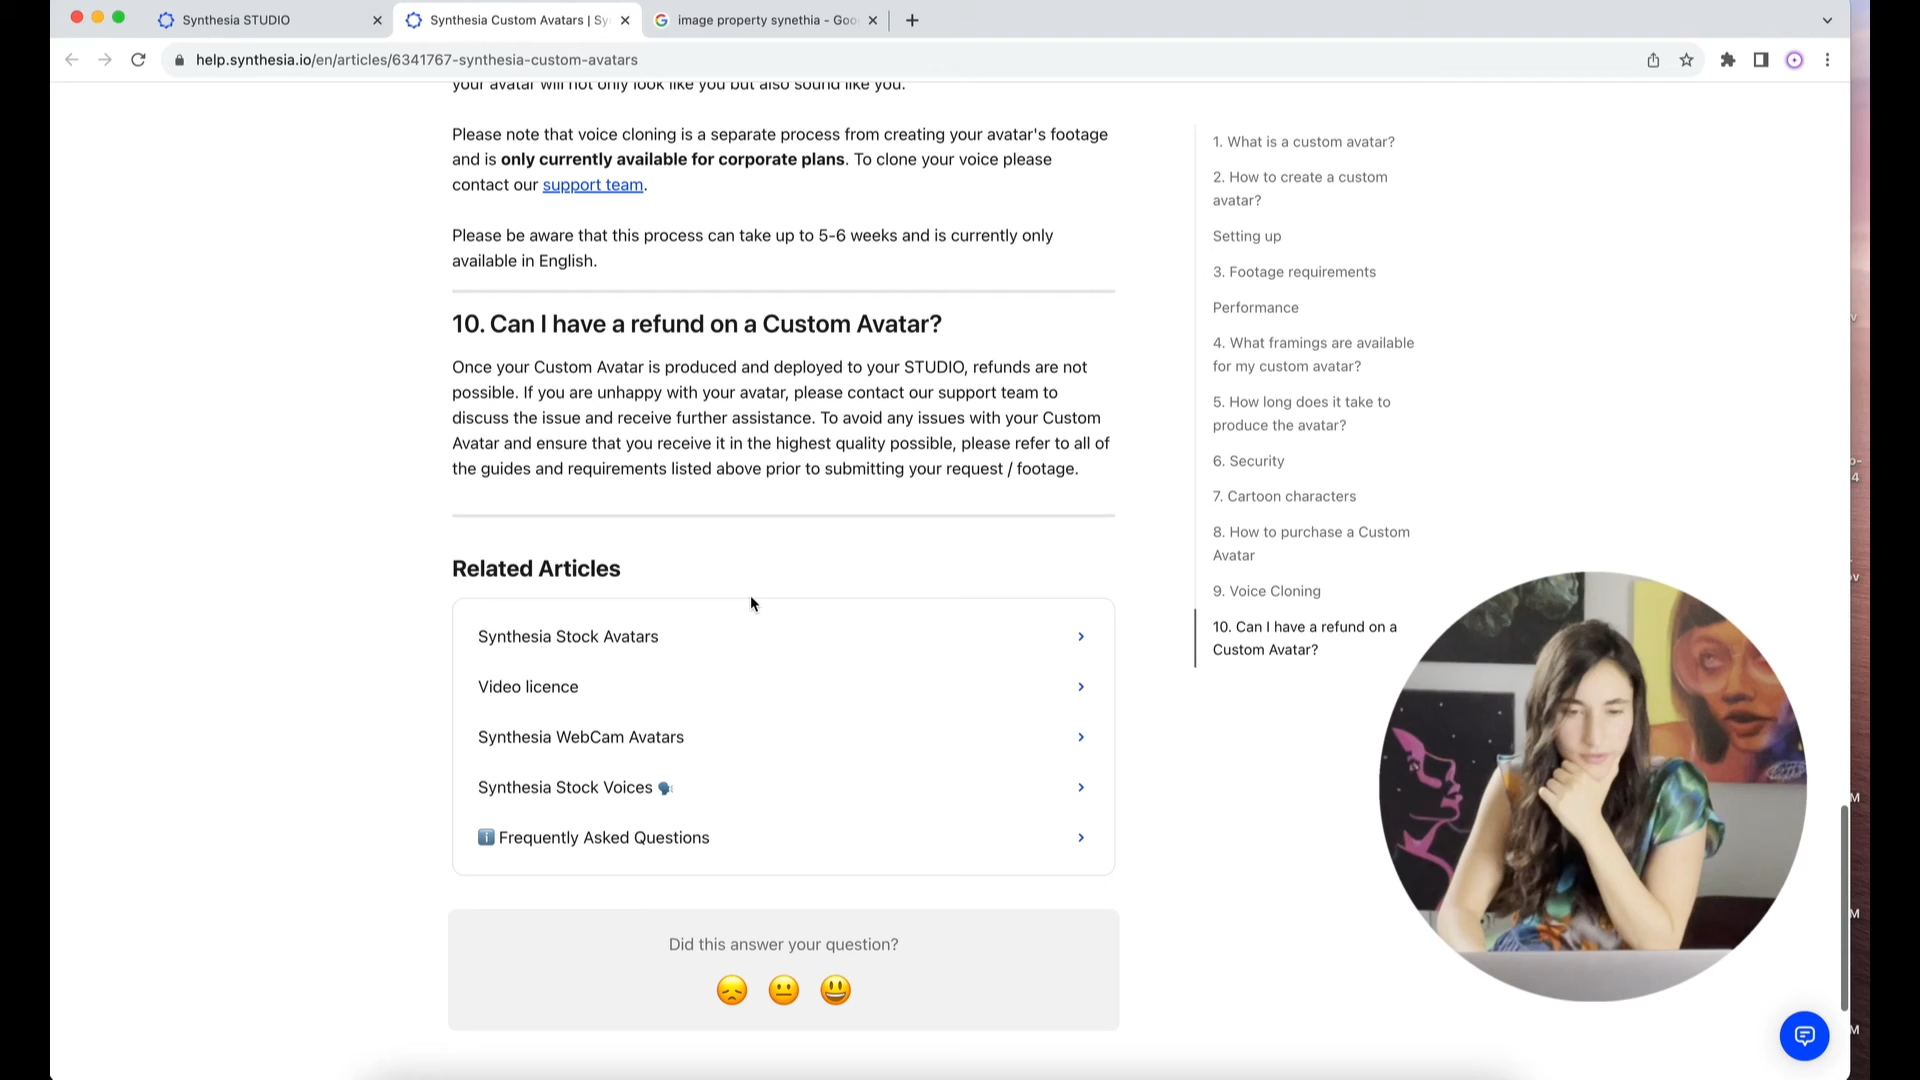 Synthesia STUDIO
Synthesia Custom Avatars | Sy
image property synethia - Goo
help.synthesia.io/en/articles/6341767-synthesia-custom-avatars
your avatar will not only look like you but also sound like you.
Please note that voice cloning is a separate process from creating your avatar's footage
and is only currently available for corporate plans. To clone your voice please
contact our support team.
Please be aware that this process can take up to 5-6 weeks and is currently only
available in English.
10. Can I have a refund on a Custom Avatar?
Once your Custom Avatar is produced and deployed to your STUDIO, refunds are not
possible. If you are unhappy with your avatar, please contact our support team to
discuss the issue and receive further assistance. To avoid any issues with your Custom
Avatar and ensure that you receive it in the highest quality possible, please refer to all of
the guides and requirements listed above prior to submitting your request / footage.
Related Articles
Synthesia Stock Avatars
Video licence
Synthesia WebCam Avatars
Synthesia Stock Voices 🗣
ℹ️ Frequently Asked Questions
Did this answer your question?
1. What is a custom avatar?
2. How to create a custom
avatar?
Setting up
3. Footage requirements
Performance
4. What framings are available
for my custom avatar?
5. How long does it take to
produce the avatar?
6. Security
7. Cartoon characters
8. How to purchase a Custom
Avatar
9. Voice Cloning
10. Can I have a refund on a
Custom Avatar?